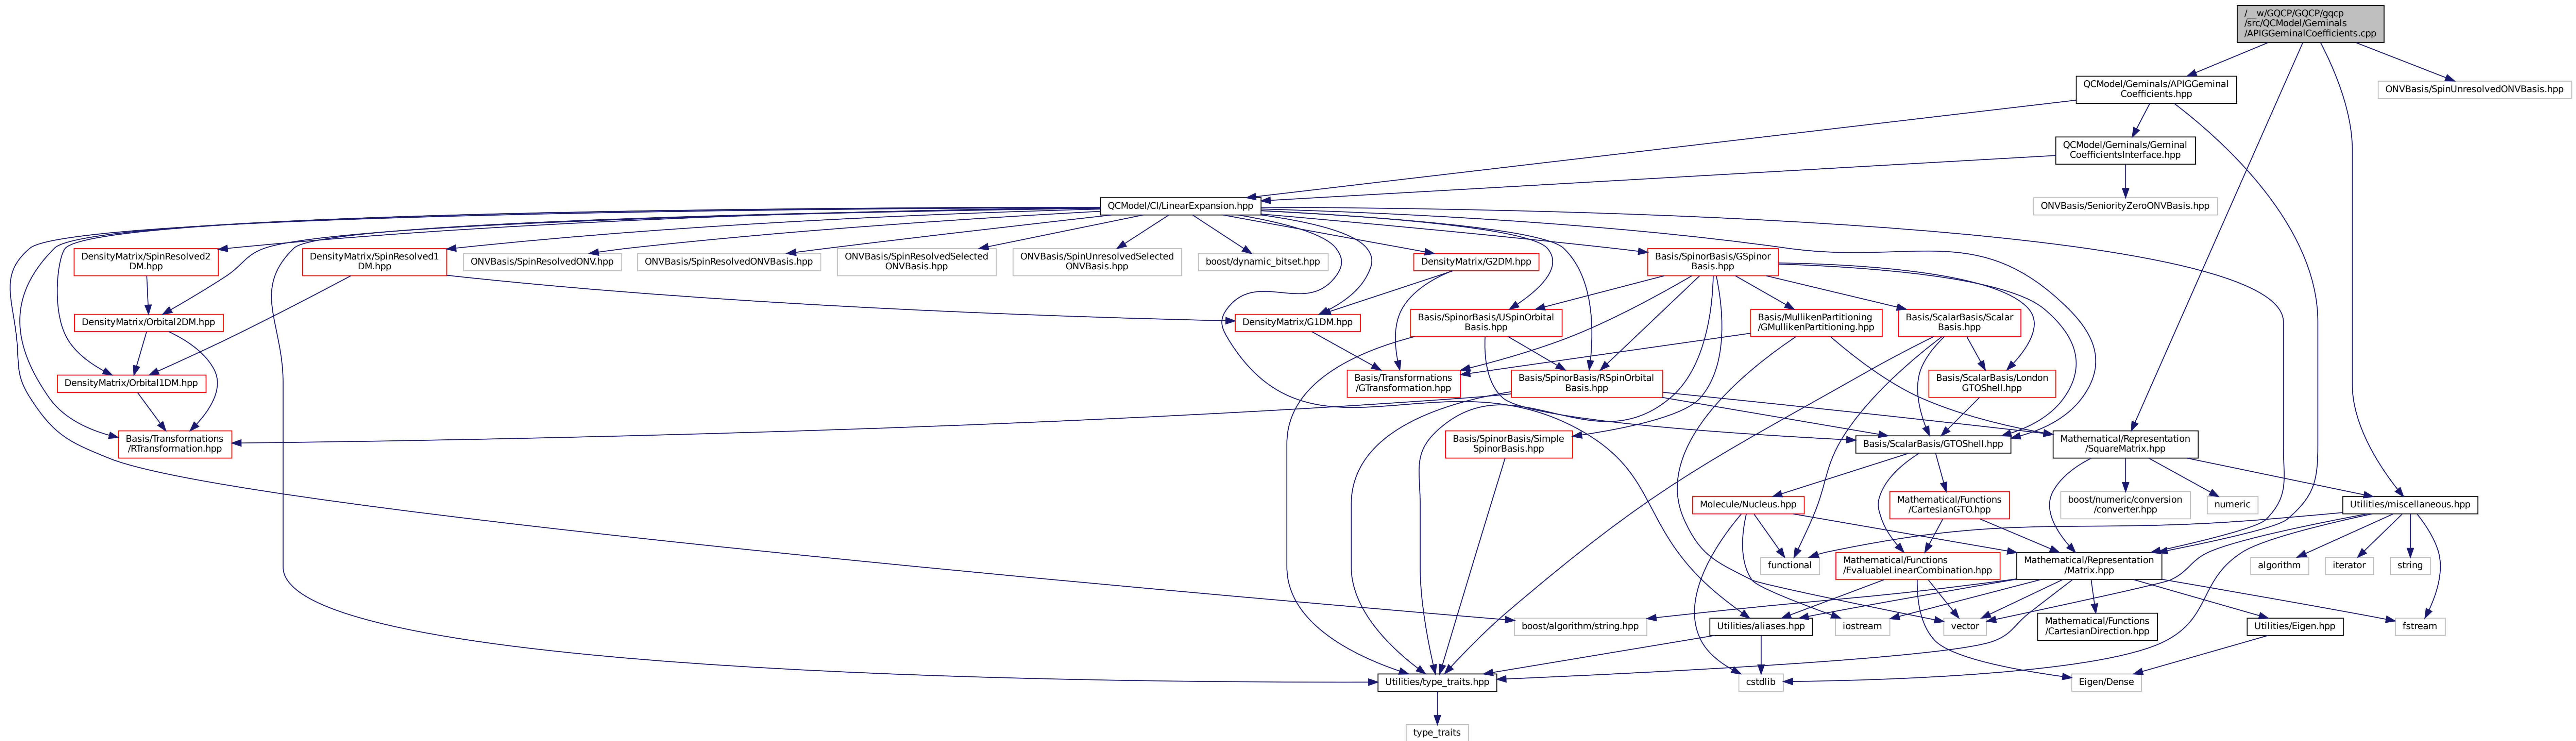 /__w/GQCP/GQCP/gqcp
/src/QCModel/Geminals
/APIGGeminalCoefficients.cpp
QCModel/Geminals/APIGGeminal
Coefficients.hpp
ONVBasis/SpinUnresolvedONVBasis.hpp
QCModel/Geminals/Geminal
CoefficientsInterface.hpp
QCModel/CI/LinearExpansion.hpp
ONVBasis/SeniorityZeroONVBasis.hpp
DensityMatrix/SpinResolved2
DM.hpp
DensityMatrix/SpinResolved1
DM.hpp
ONVBasis/SpinResolvedONV.hpp
ONVBasis/SpinResolvedONVBasis.hpp
ONVBasis/SpinResolvedSelected
ONVBasis.hpp
ONVBasis/SpinUnresolvedSelected
ONVBasis.hpp
boost/dynamic_bitset.hpp
DensityMatrix/G2DM.hpp
Basis/SpinorBasis/GSpinor
Basis.hpp
DensityMatrix/Orbital2DM.hpp
DensityMatrix/G1DM.hpp
Basis/SpinorBasis/USpinOrbital
Basis.hpp
Basis/MullikenPartitioning
/GMullikenPartitioning.hpp
Basis/ScalarBasis/Scalar
Basis.hpp
DensityMatrix/Orbital1DM.hpp
Basis/Transformations
/GTransformation.hpp
Basis/SpinorBasis/RSpinOrbital
Basis.hpp
Basis/ScalarBasis/London
GTOShell.hpp
Basis/Transformations
/RTransformation.hpp
Basis/SpinorBasis/Simple
SpinorBasis.hpp
Basis/ScalarBasis/GTOShell.hpp
Mathematical/Representation
/SquareMatrix.hpp
Molecule/Nucleus.hpp
Mathematical/Functions
/CartesianGTO.hpp
boost/numeric/conversion
/converter.hpp
numeric
Utilities/miscellaneous.hpp
functional
Mathematical/Functions
/EvaluableLinearCombination.hpp
Mathematical/Representation
/Matrix.hpp
algorithm
iterator
string
boost/algorithm/string.hpp
Utilities/aliases.hpp
iostream
vector
Mathematical/Functions
/CartesianDirection.hpp
Utilities/Eigen.hpp
fstream
Utilities/type_traits.hpp
cstdlib
Eigen/Dense
type_traits